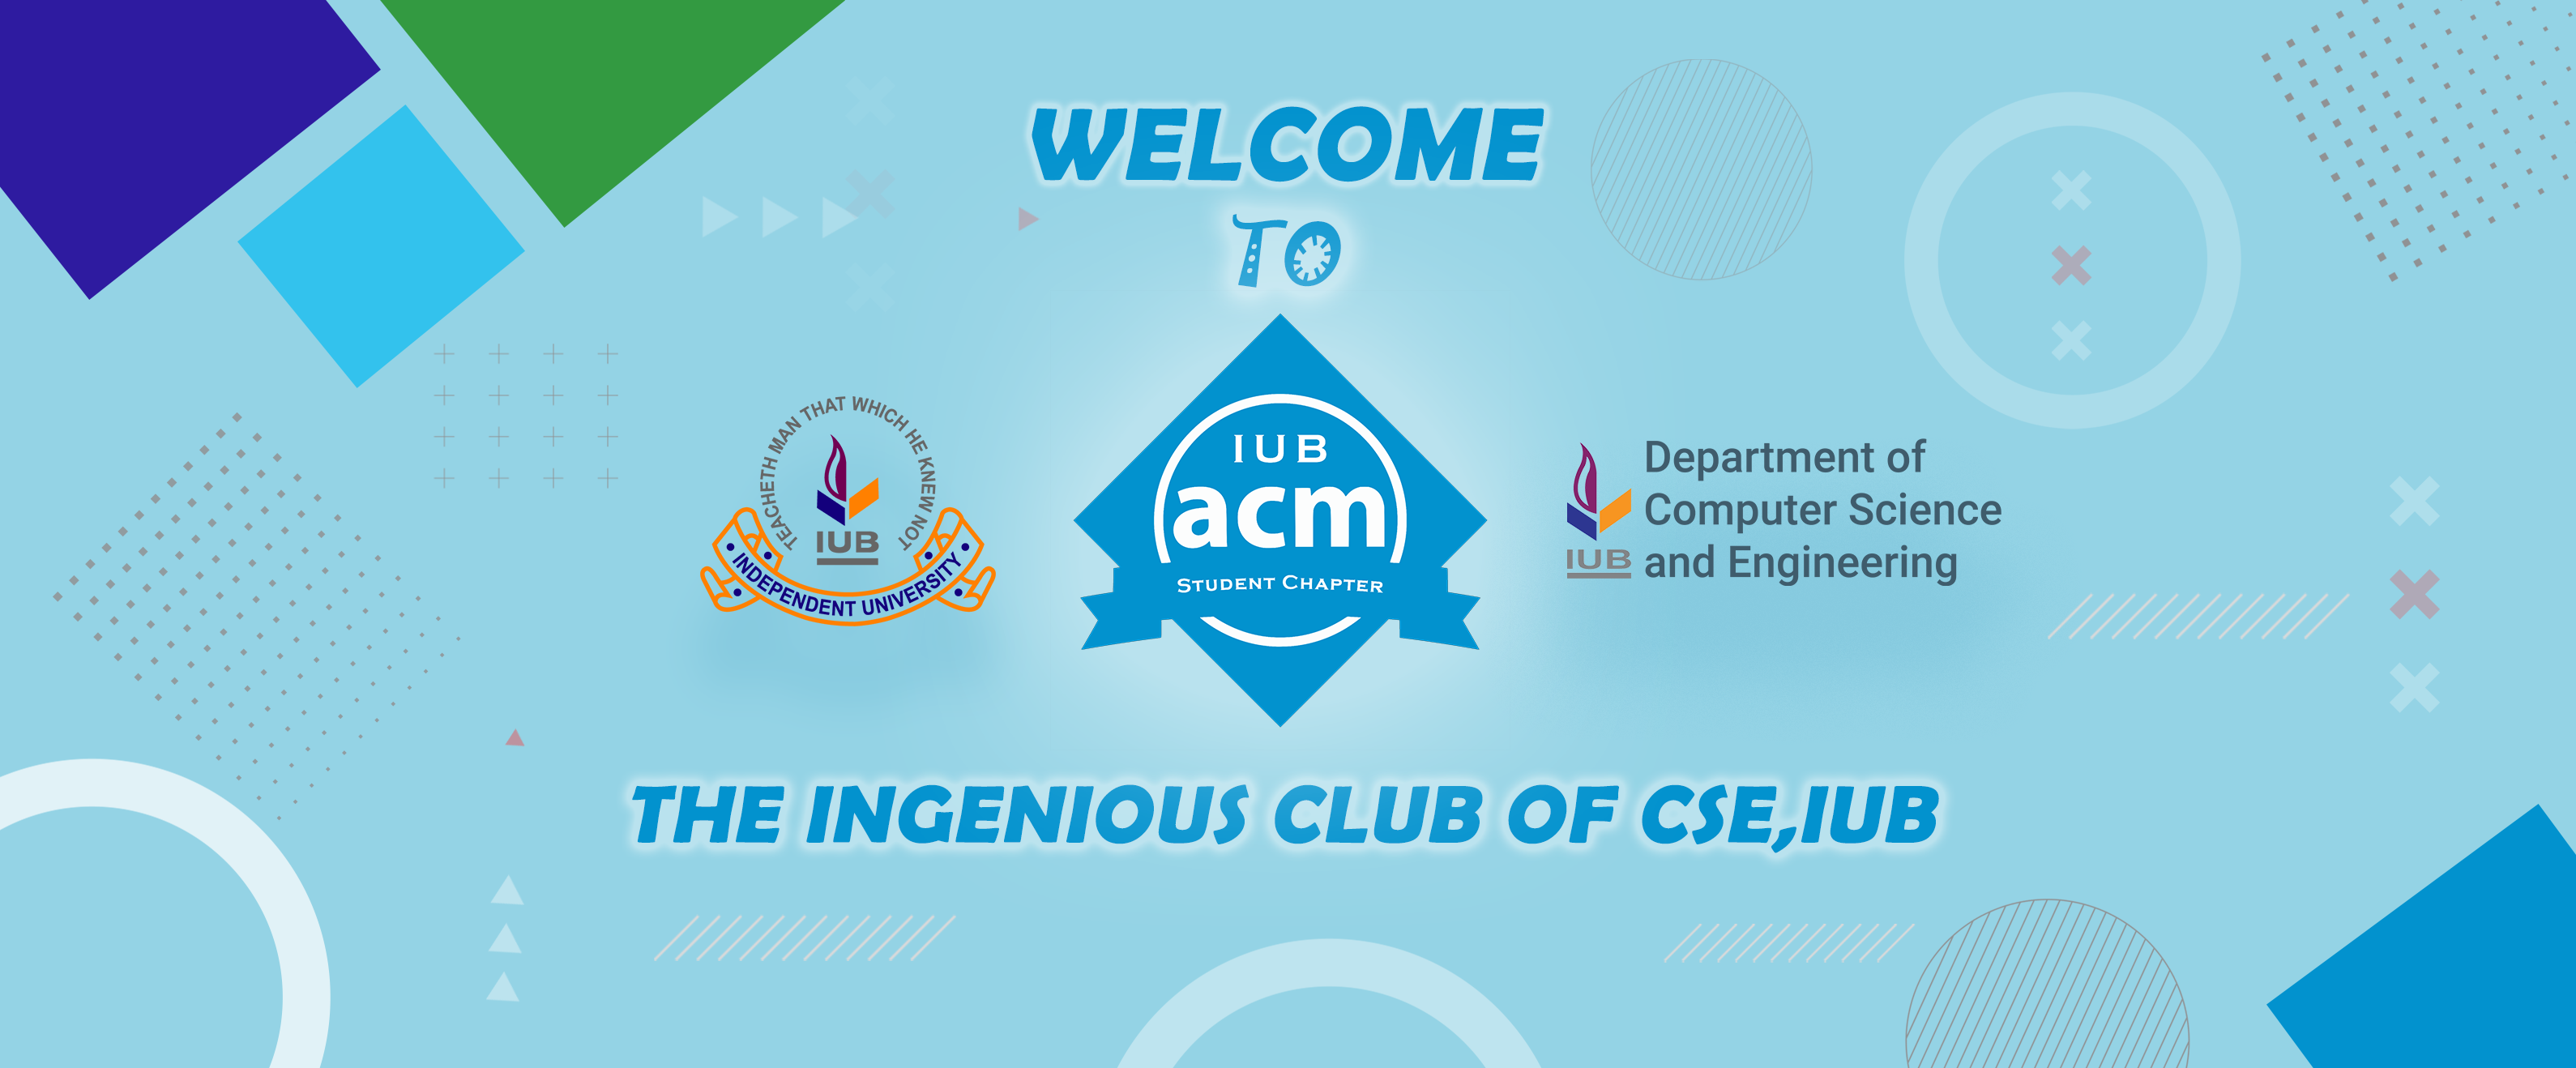 WELCOME
TO
TEACHETH MAN THAT WHICH HE KNEW NOT
IUB
INDEPENDENT UNIVERSITY
IUB
acm
STUDENT CHAPTER
IUB
Department of
Computer Science
and Engineering
THE INGENIOUS CLUB OF CSE,IUB